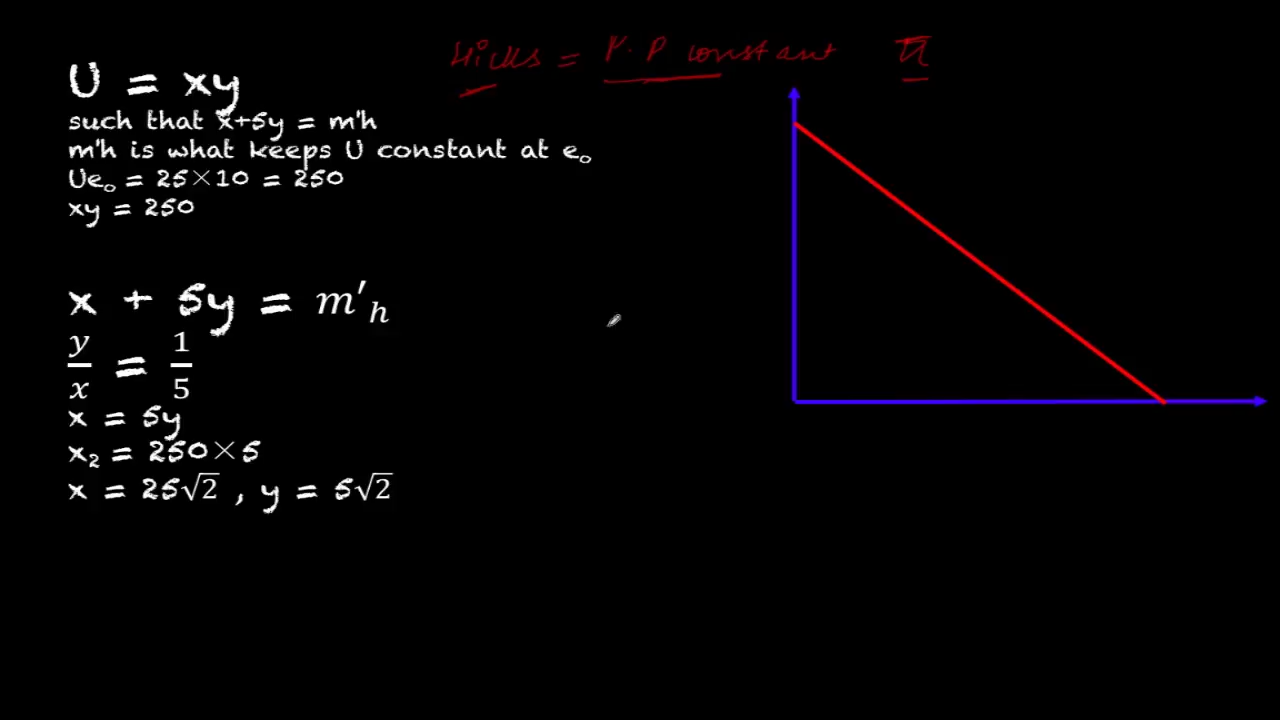 Hicks = P.P constant ū
U = xy
such that x+5y = m'h
m'h is what keeps U constant at e₀
Ue₀ = 25×10 = 250
xy = 250
x + 5y = m'ₕ
y/x = 1/5
x = 5y
x₂ = 250×5
x = 25√2 , y = 5√2